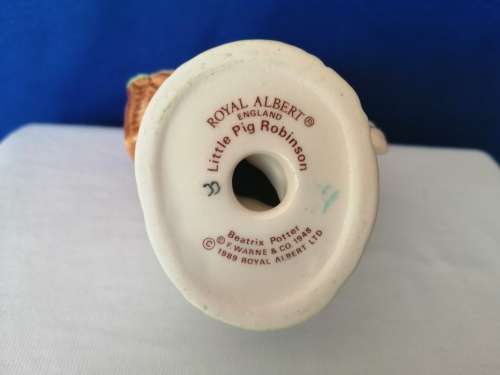 ROYAL ALBERT®
ENGLAND
Little Pig Robinson
Beatrix Potter
© F. WARNE & CO. 1948
© 1989 ROYAL ALBERT LTD